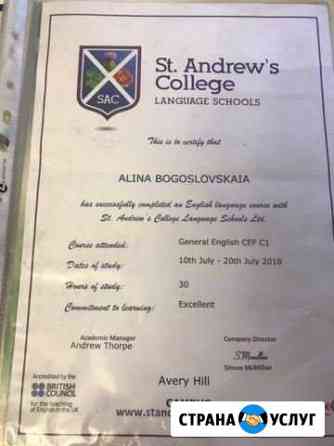 St. Andrew's
College
LANGUAGE SCHOOLS
SAC
This is to certify that
ALINA BOGOSLOVSKAIA
has successfully completed an English language course with
St. Andrew's College Language Schools Ltd.
Course attended: General English CEF C1
Dates of study: 10th July - 20th July 2018
Hours of study: 30
Commitment to learning: Excellent
Academic Manager
Andrew Thorpe
Company Director
Simone McMillan
Accredited by the
BRITISH
COUNCIL
for the teaching
of English in the UK
Avery Hill
СТРАНА УСЛУГ